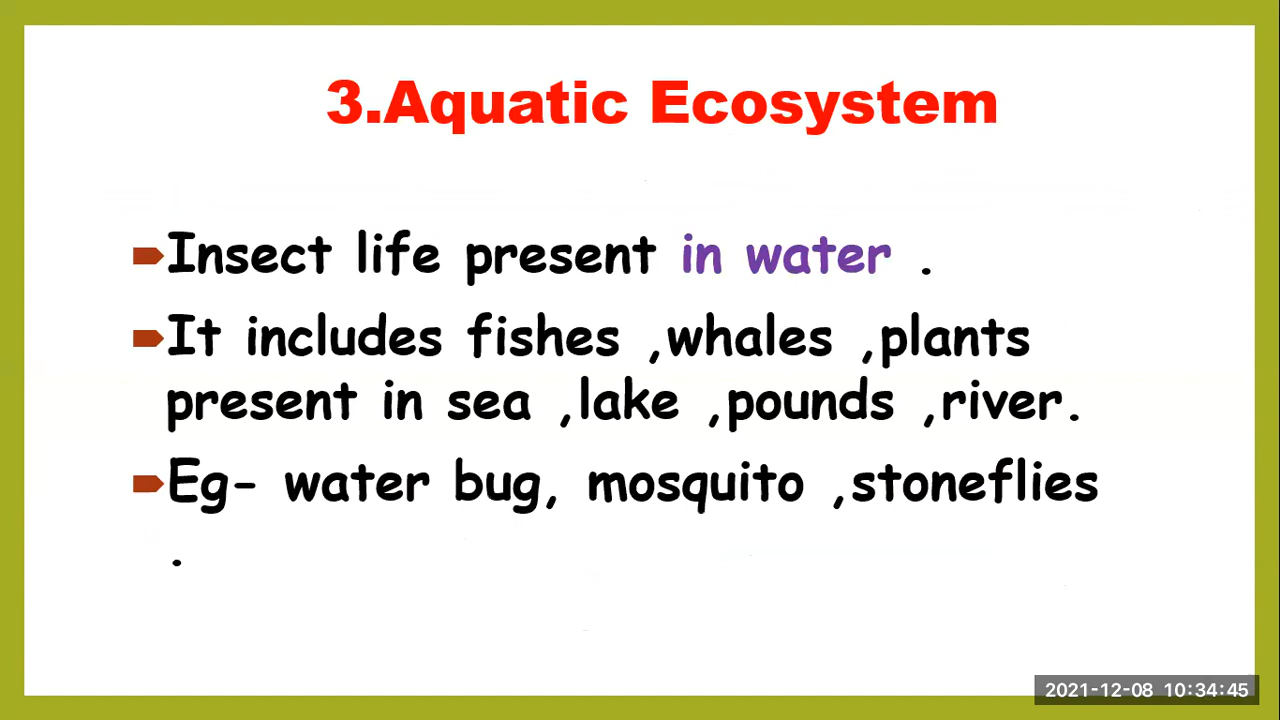 3.Aquatic Ecosystem
Insect life present in water .
It includes fishes ,whales ,plants
present in sea ,lake ,pounds ,river.
Eg- water bug, mosquito ,stoneflies
.
2021-12-08 10:34:45